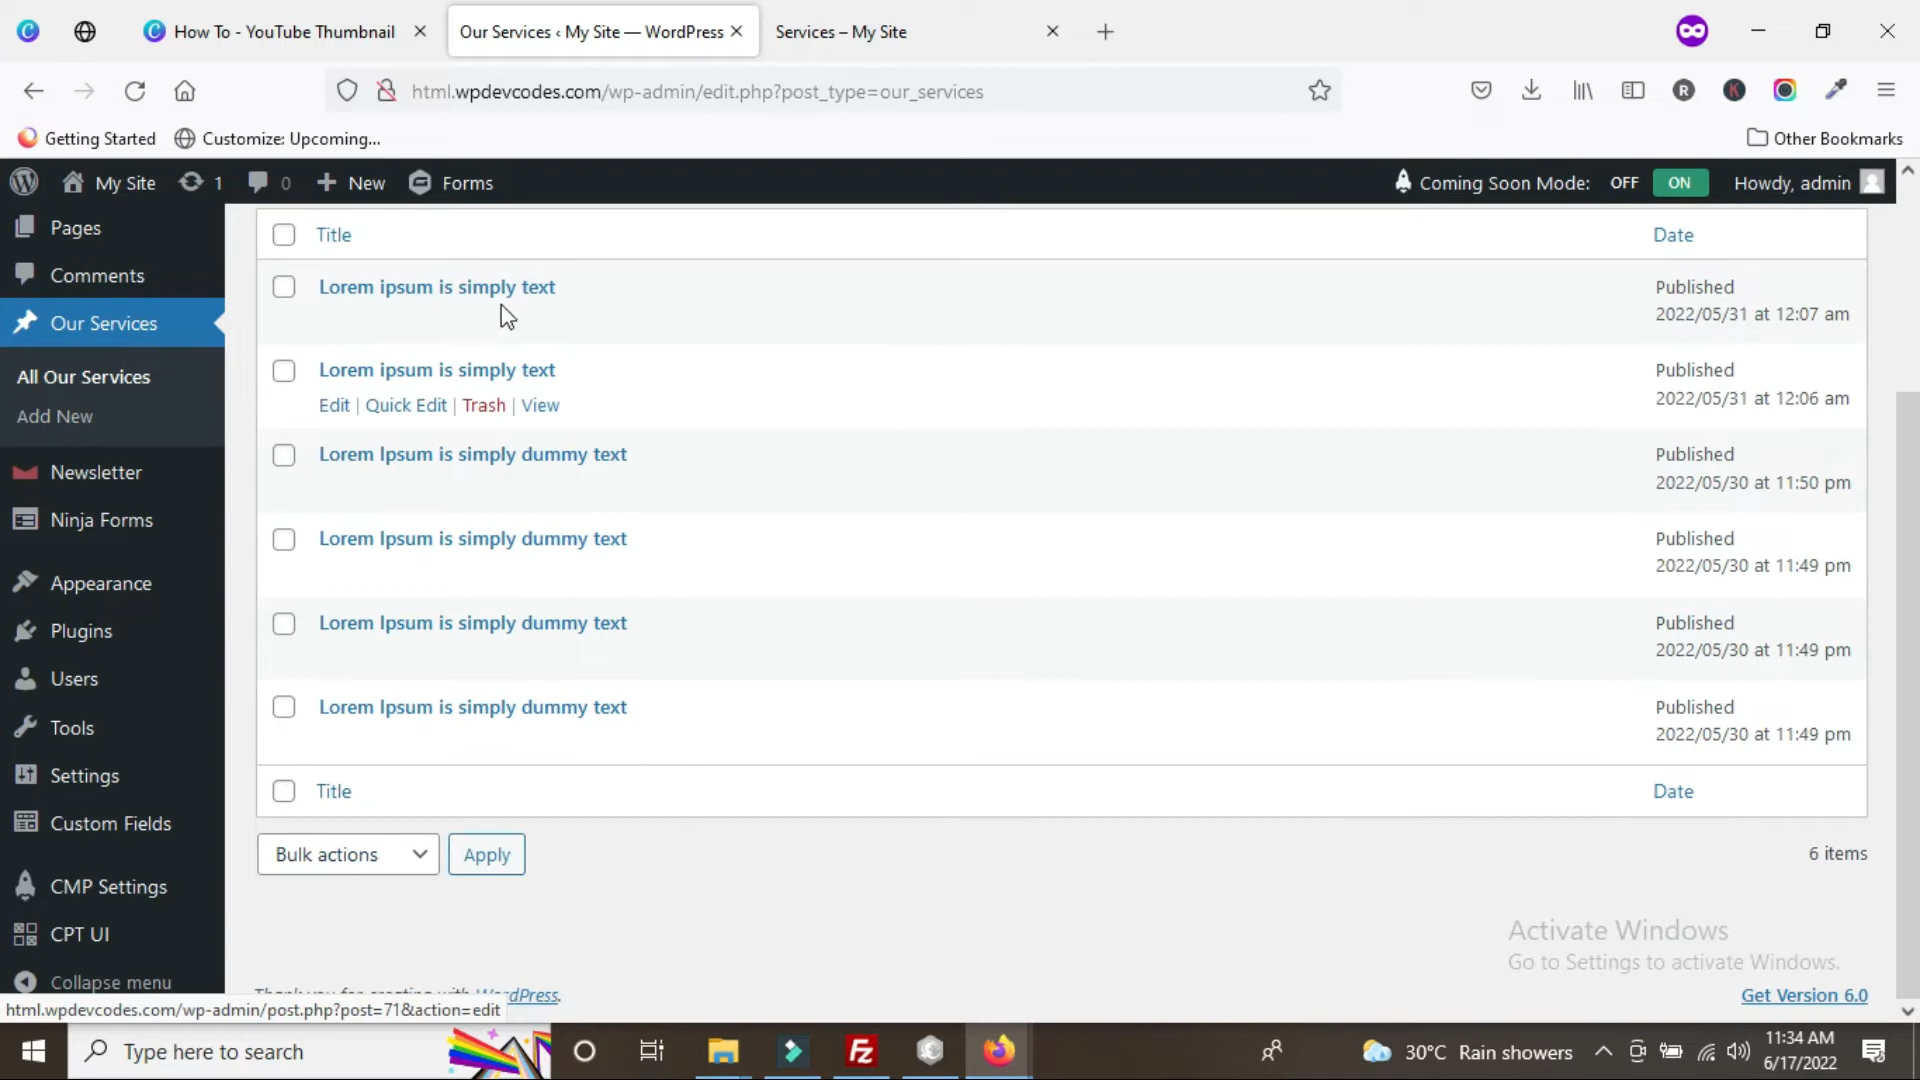 How To - YouTube Thumbnail
Our Services ‹ My Site — WordPress
Services – My Site
html.wpdevcodes.com/wp-admin/edit.php?post_type=our_services
Getting Started
Customize: Upcoming...
Other Bookmarks
My Site
1
0
New
Forms
Coming Soon Mode: OFF ON
Howdy, admin
Pages
Comments
Our Services
All Our Services
Add New
Newsletter
Ninja Forms
Appearance
Plugins
Users
Tools
Settings
Custom Fields
CMP Settings
CPT UI
Collapse menu
Title
Date
Lorem ipsum is simply text
Published
2022/05/31 at 12:07 am
Lorem ipsum is simply text
Edit | Quick Edit | Trash | View
Published
2022/05/31 at 12:06 am
Lorem Ipsum is simply dummy text
Published
2022/05/30 at 11:50 pm
Lorem Ipsum is simply dummy text
Published
2022/05/30 at 11:49 pm
Lorem Ipsum is simply dummy text
Published
2022/05/30 at 11:49 pm
Lorem Ipsum is simply dummy text
Published
2022/05/30 at 11:49 pm
Title
Date
Bulk actions
Apply
6 items
Activate Windows
Go to Settings to activate Windows.
Thank you for creating with WordPress.
Get Version 6.0
html.wpdevcodes.com/wp-admin/post.php?post=71&action=edit
Type here to search
30°C Rain showers
11:34 AM
6/17/2022